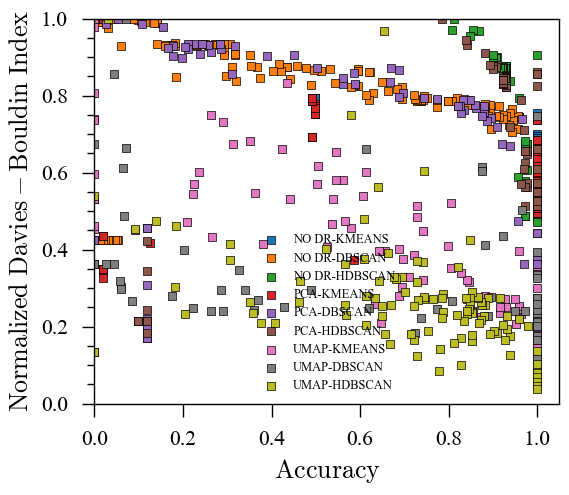 Normalized Davies−Bouldin Index
1.0
0.8
0.6
0.4
0.2
0.0
NO DR-KMEANS
NO DR-DBSCAN
NO DR-HDBSCAN
PCA-KMEANS
PCA-DBSCAN
PCA-HDBSCAN
UMAP-KMEANS
UMAP-DBSCAN
UMAP-HDBSCAN
0.0 0.2 0.4 0.6 0.8 1.0
Accuracy